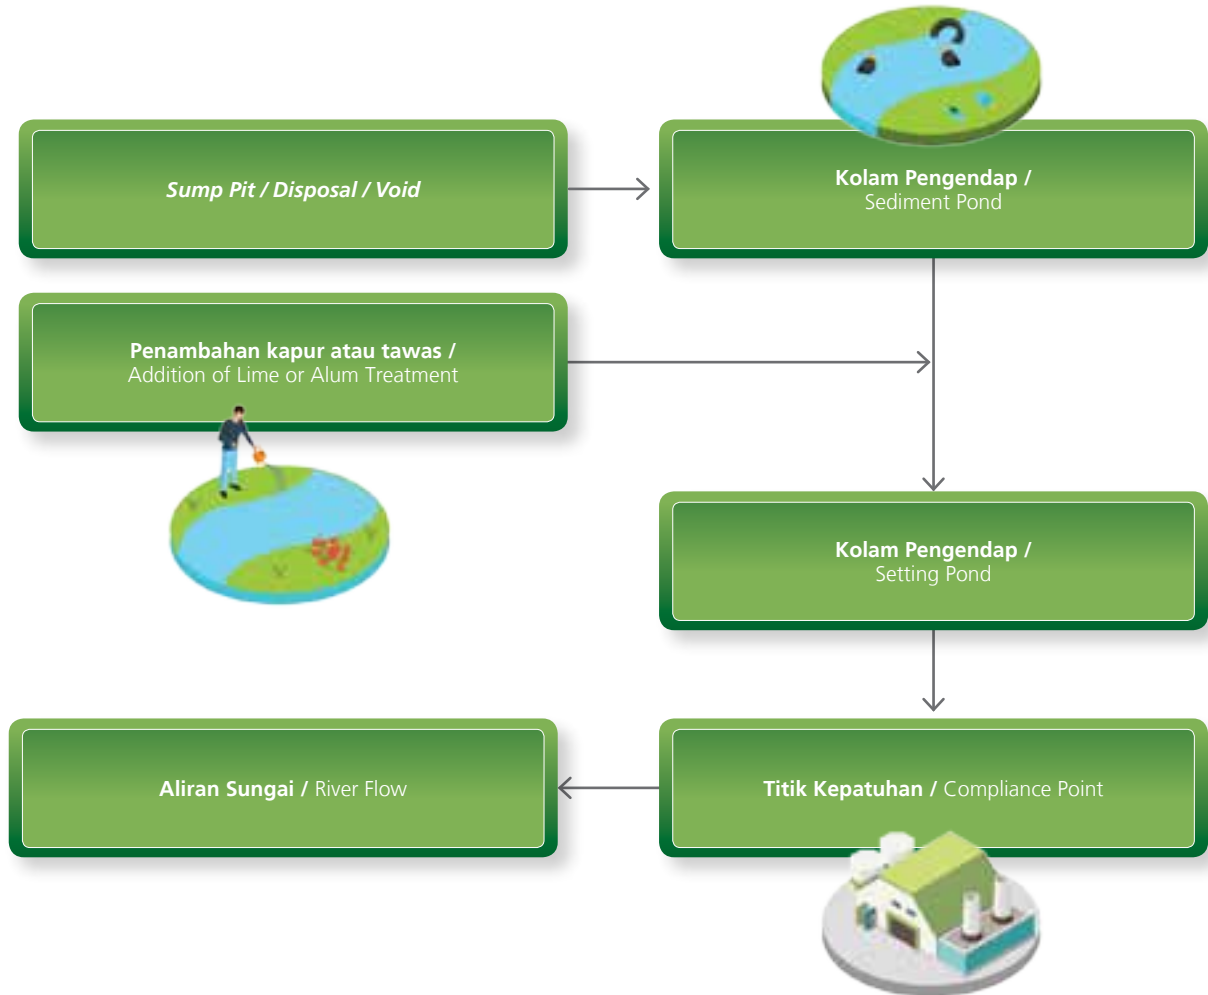 Sump Pit / Disposal / Void
Kolam Pengendap /
Sediment Pond
Penambahan kapur atau tawas /
Addition of Lime or Alum Treatment
Kolam Pengendap /
Setting Pond
Aliran Sungai / River Flow
Titik Kepatuhan / Compliance Point